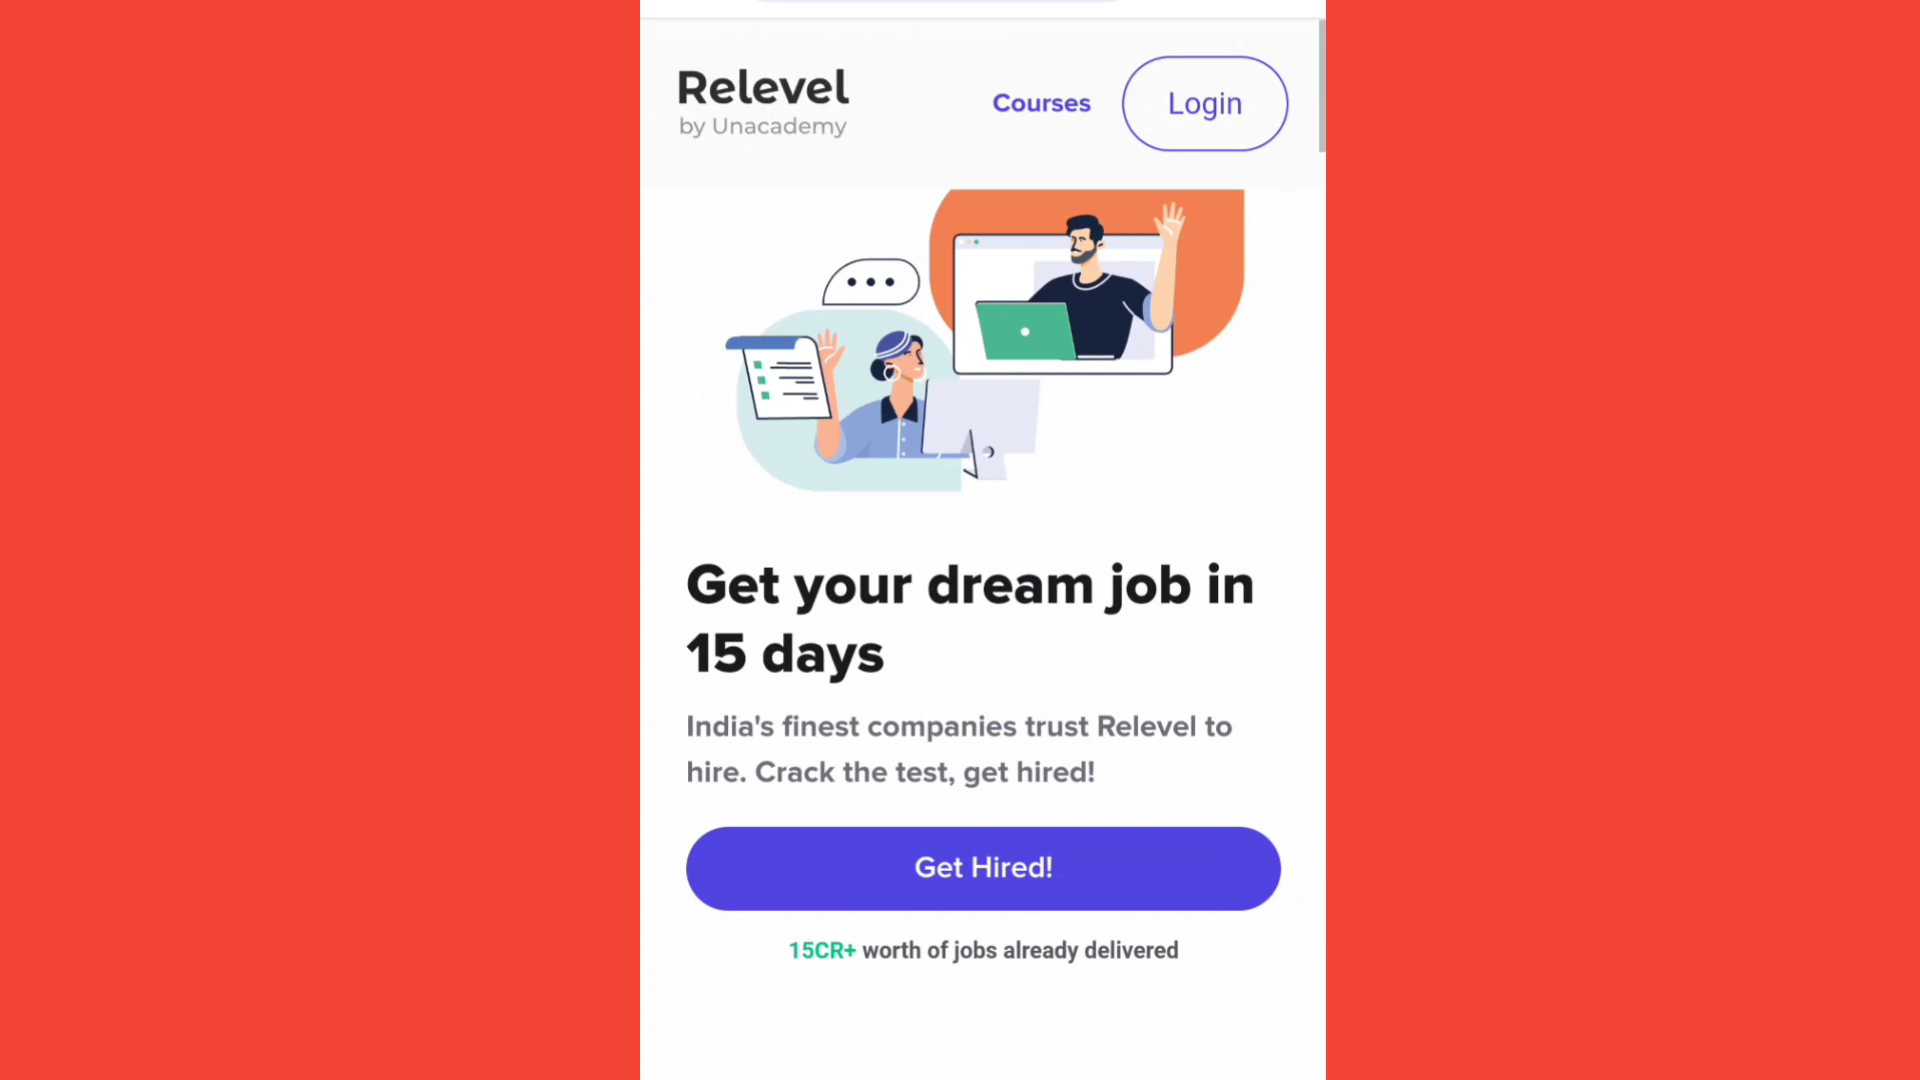 Relevel
by Unacademy
Courses
Login
Get your dream job in
15 days
India's finest companies trust Relevel to
hire. Crack the test, get hired!
Get Hired!
15CR+ worth of jobs already delivered